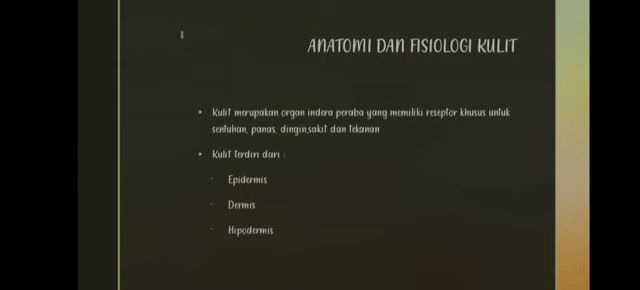 ANATOMI DAN FISIOLOGI KULIT
• Kulit merupakan organ indera peraba yang memiliki reseptor khusus untuk
sentuhan, panas, dingin,sakit dan tekanan
• Kulit terdiri dari :
- Epidermis
- Dermis
- Hipodermis